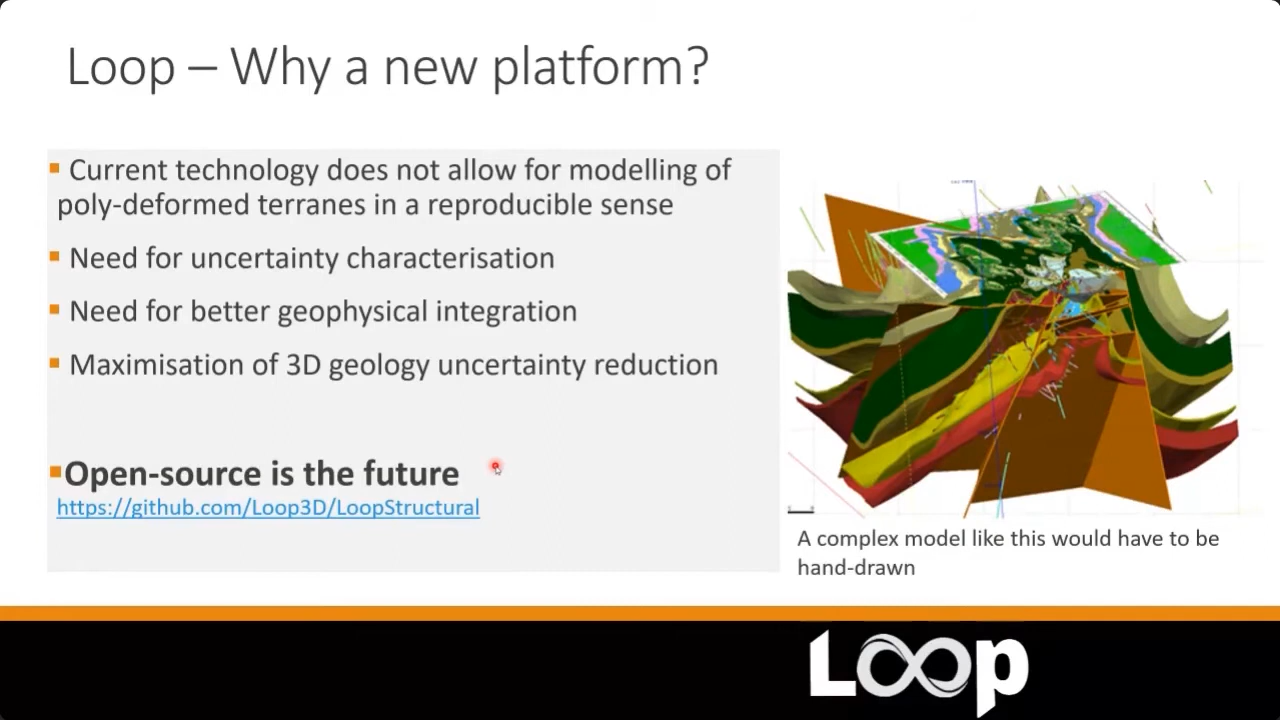 Loop – Why a new platform?
Current technology does not allow for modelling of
poly-deformed terranes in a reproducible sense
Need for uncertainty characterisation
Need for better geophysical integration
Maximisation of 3D geology uncertainty reduction
Open-source is the future
https://github.com/Loop3D/LoopStructural
A complex model like this would have to be
hand-drawn
Loop